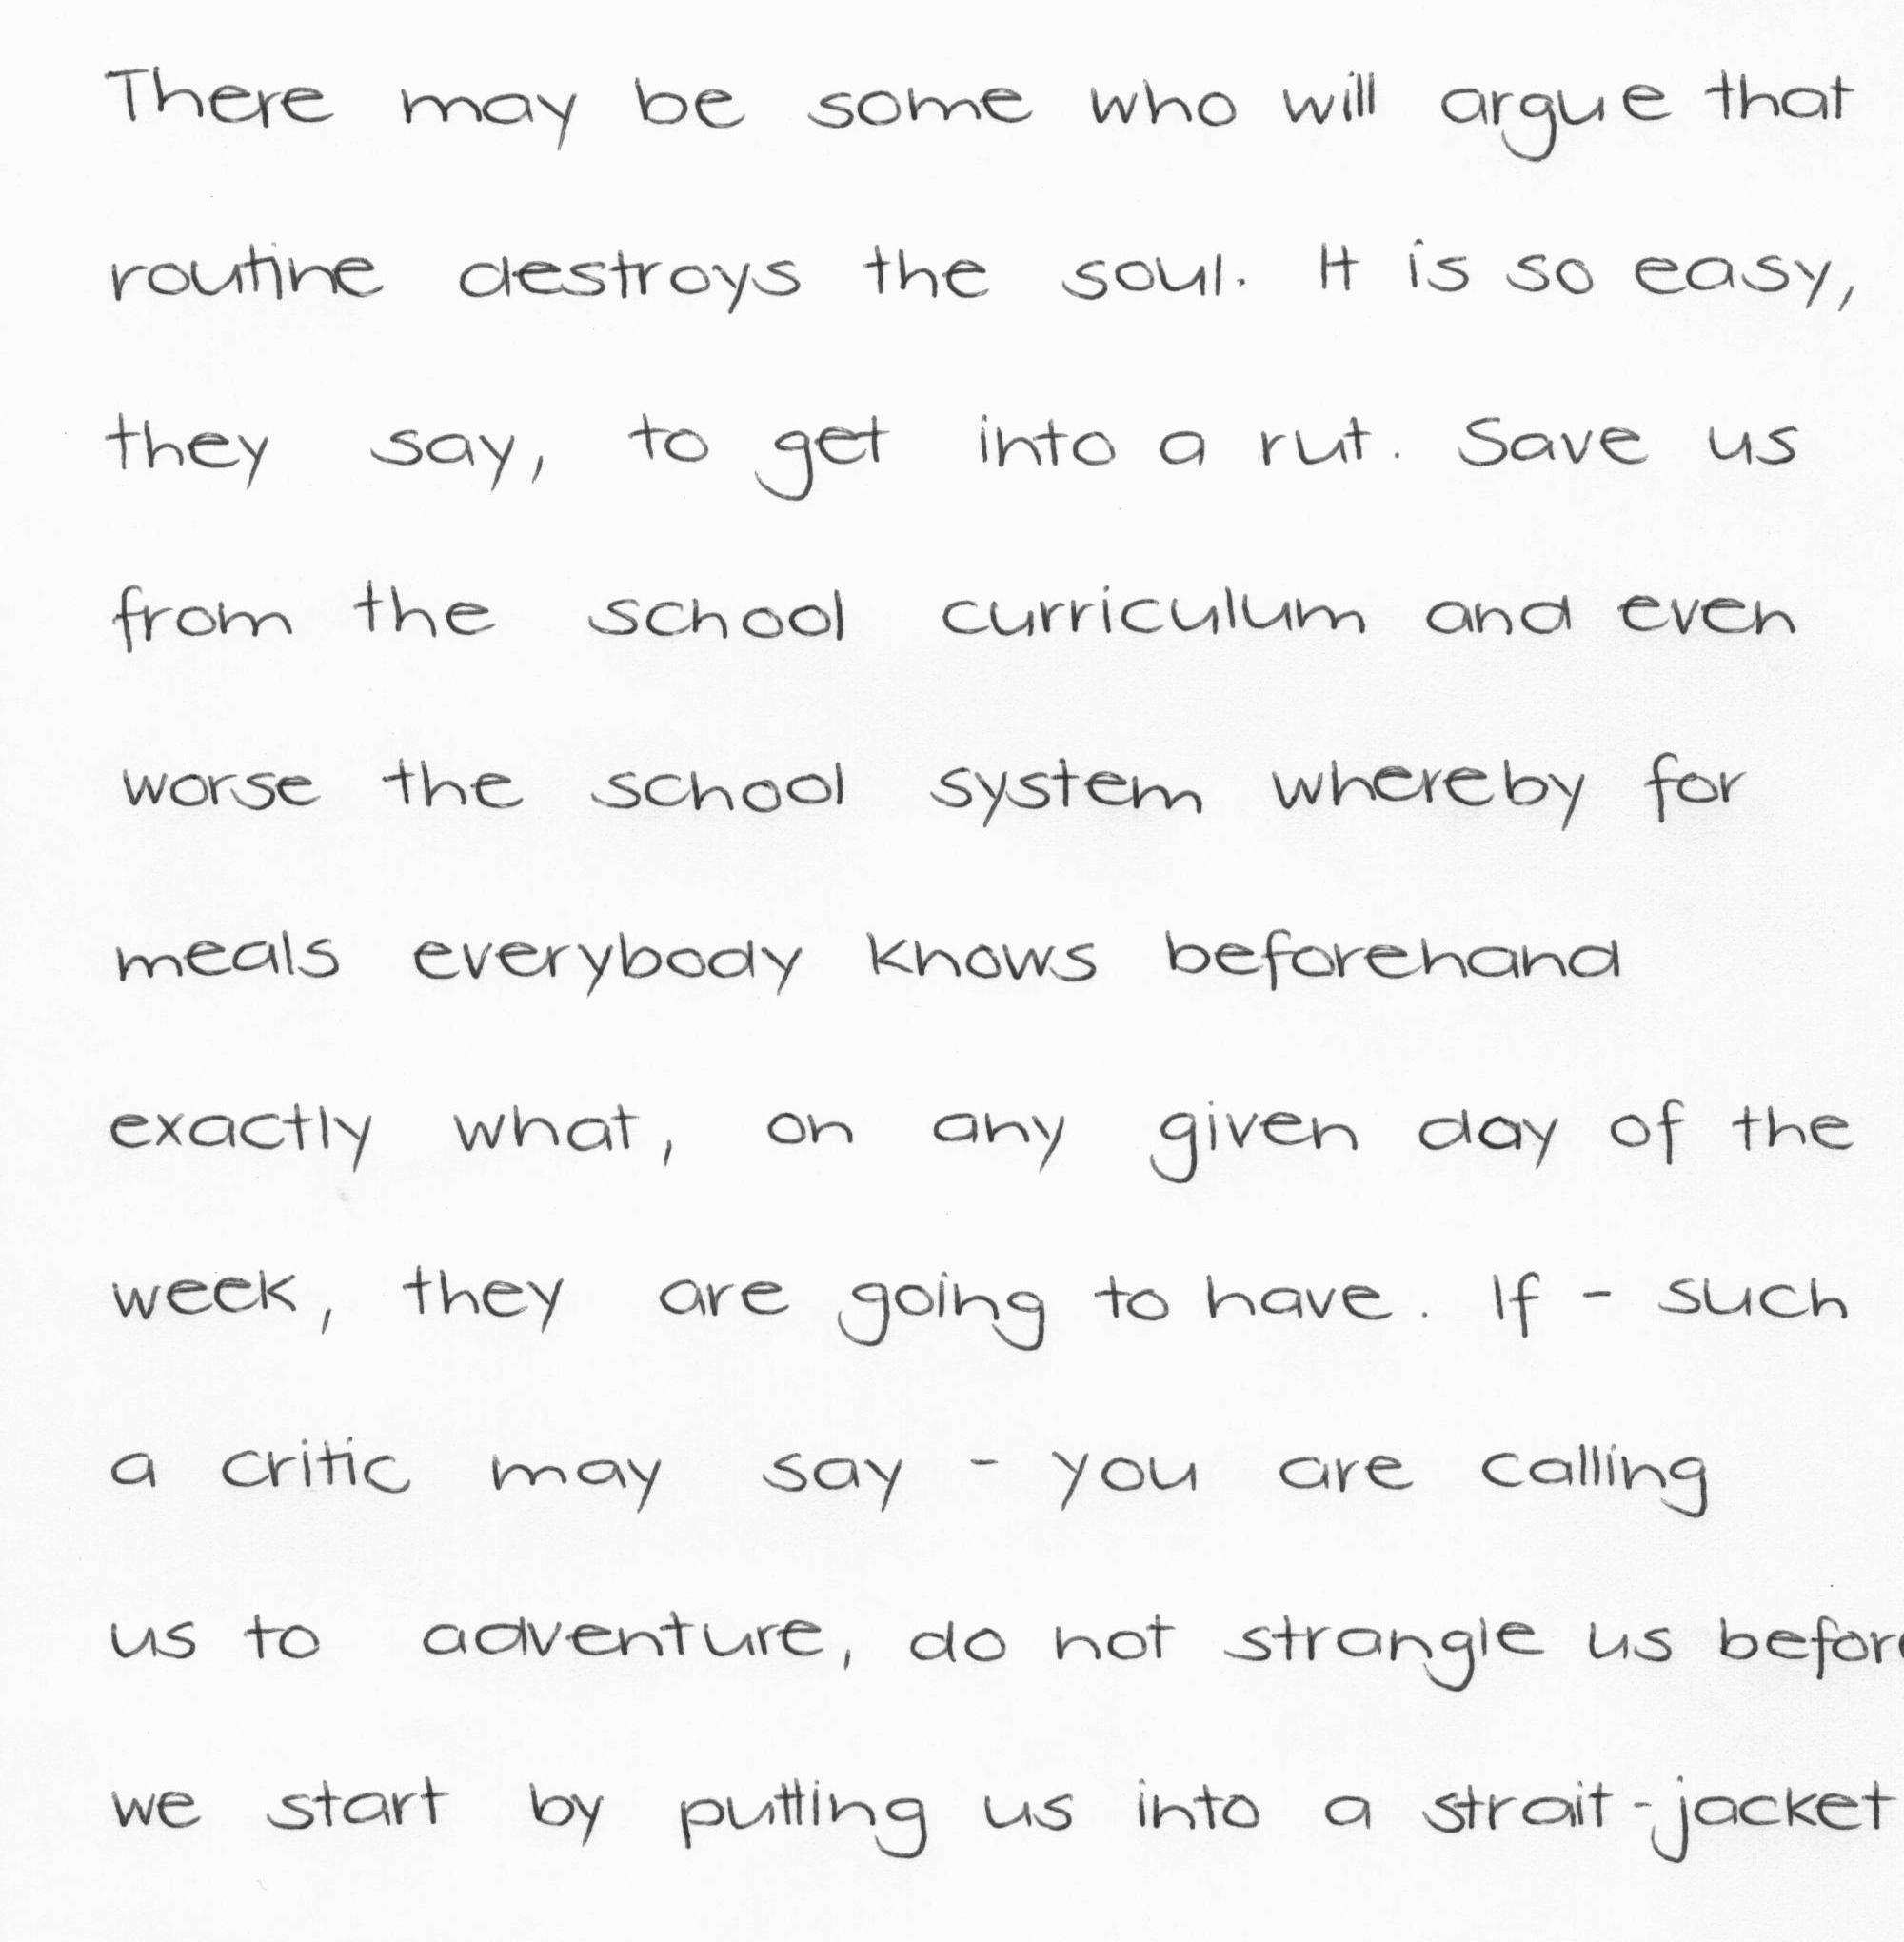 There may be some who will argue that
routine destroys the soul. It is so easy,
they say, to get into a rut. Save us
from the school curriculum and even
worse the school system whereby for
meals everybody knows beforehand
exactly what, on any given day of the
week, they are going to have. If - such
a critic may say - you are calling
us to adventure, do not strangle us before
we start by putting us into a strait-jacket